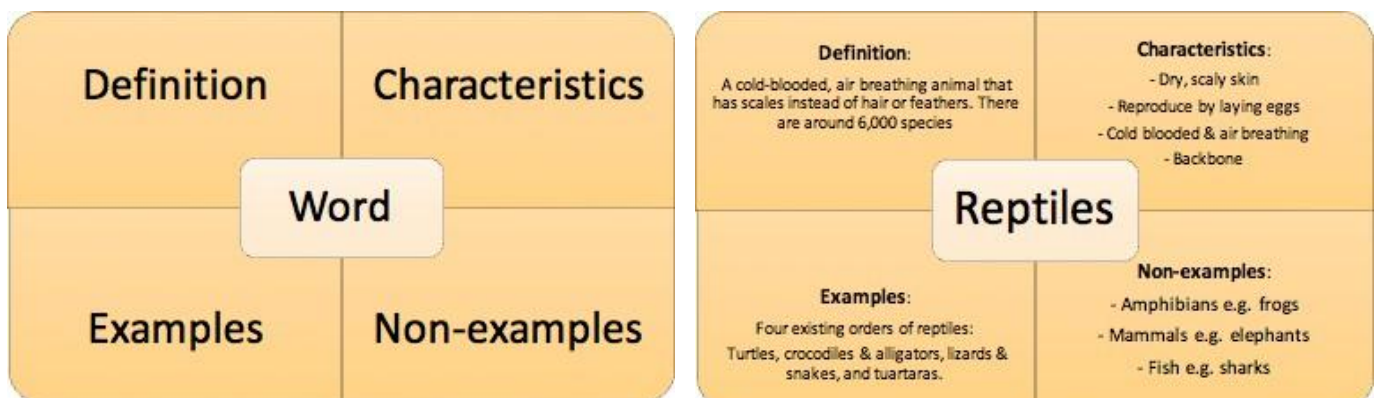 Definition
Characteristics
Word
Examples
Non-examples
Definition:
A cold-blooded, air breathing animal that
has scales instead of hair or feathers. There
are around 6,000 species
Characteristics:
- Dry, scaly skin
- Reproduce by laying eggs
- Cold blooded & air breathing
- Backbone
Reptiles
Examples:
Four existing orders of reptiles:
Turtles, crocodiles & alligators, lizards &
snakes, and tuartaras.
Non-examples:
- Amphibians e.g. frogs
- Mammals e.g. elephants
- Fish e.g. sharks